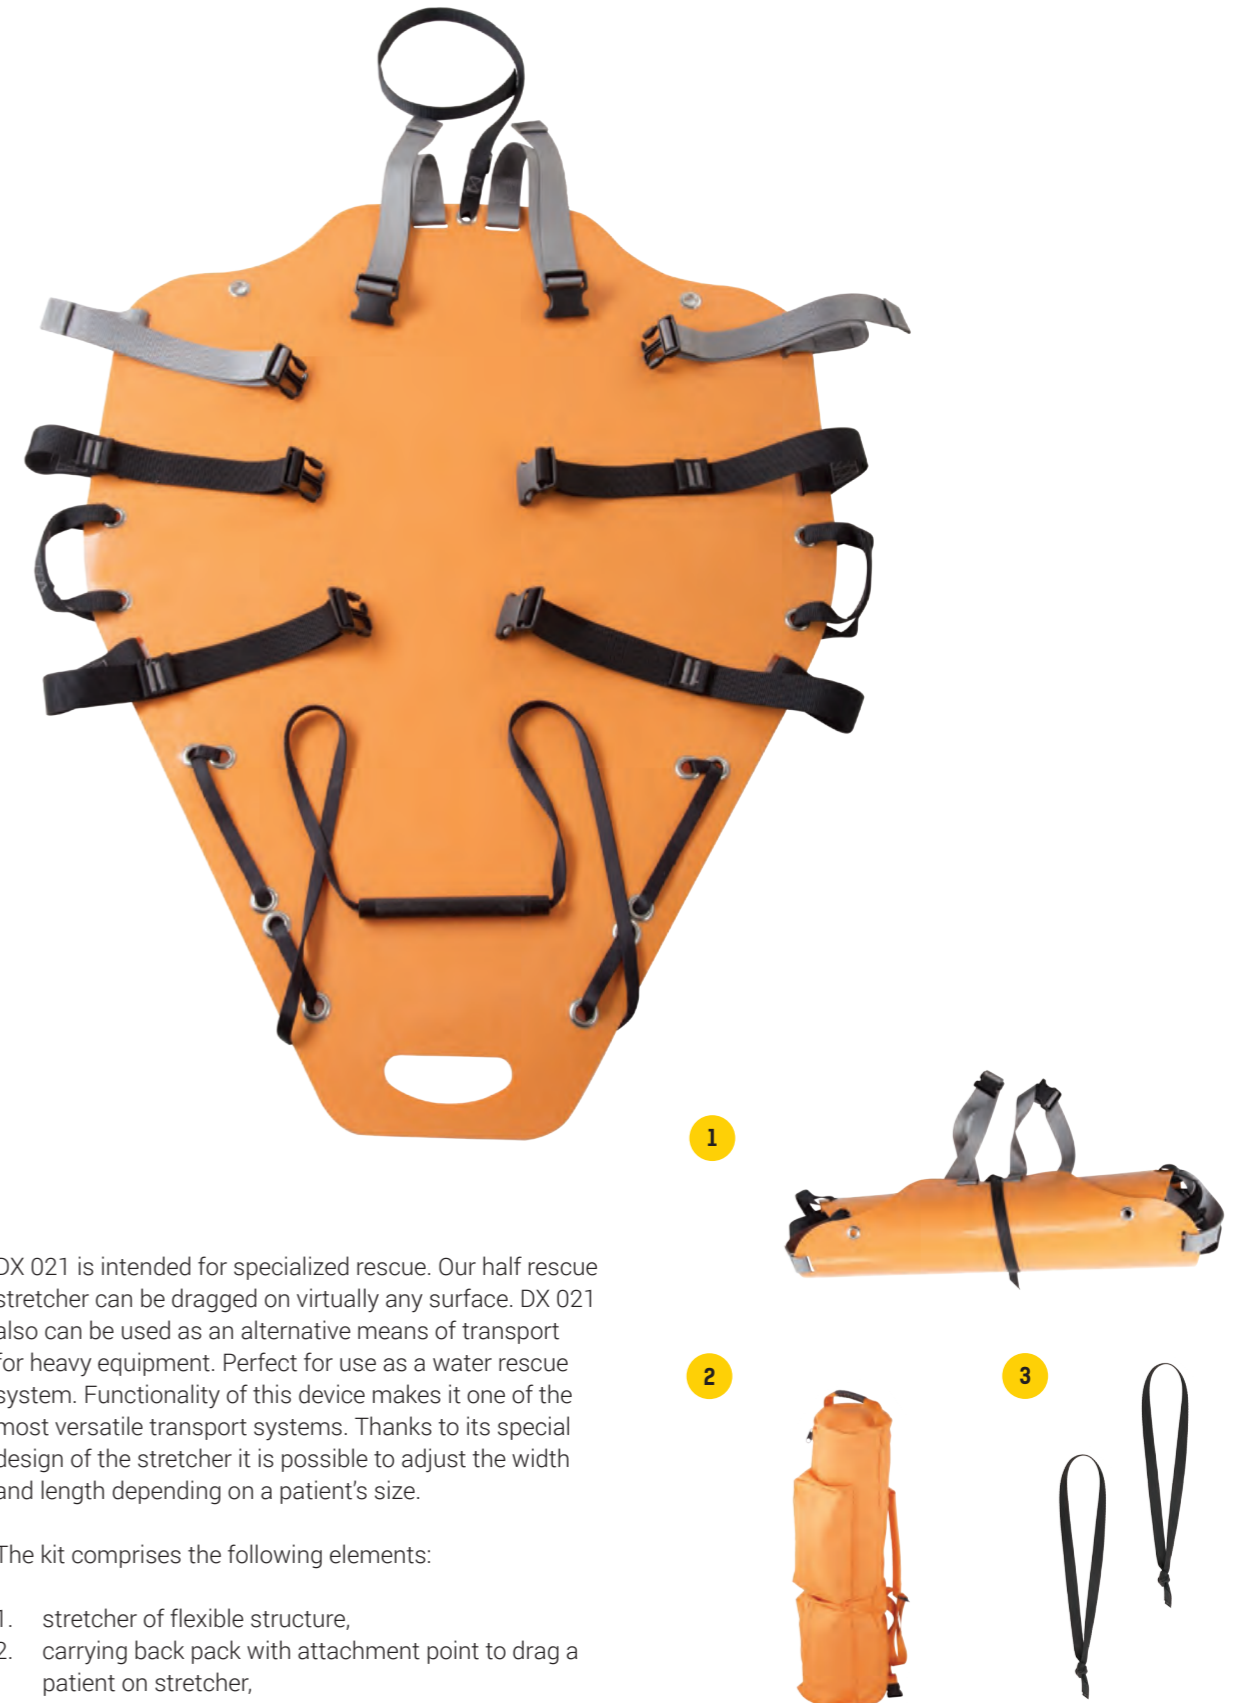 1
DX 021 is intended for specialized rescue. Our half rescue
stretcher can be dragged on virtually any surface. DX 021
also can be used as an alternative means of transport
for heavy equipment. Perfect for use as a water rescue
2
system. Functionality of this device makes it one of the
3
most versatile transport systems. Thanks to its special
design of the stretcher it is possible to adjust the width
and length depending on a patient's size.
The kit comprises the following elements:
1. stretcher of flexible structure,
2. carrying back pack with attachment point to drag a
patient on stretcher,